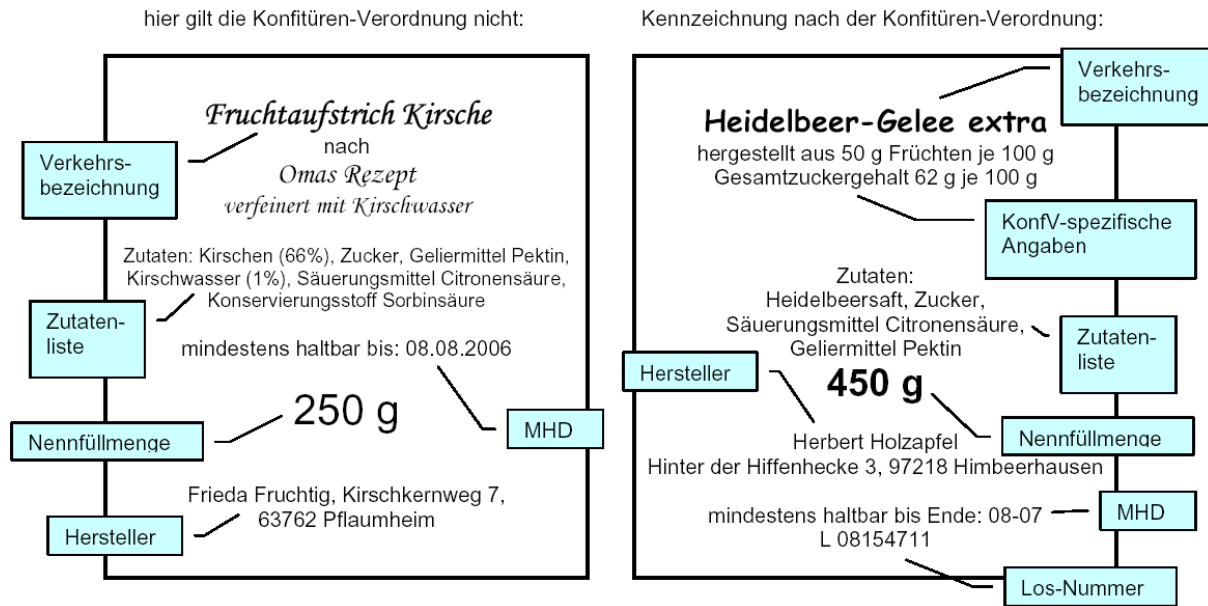 hier gilt die Konfitüren-Verordnung nicht:
Fruchtaufstrich Kirsche
nach
Omas Rezept
verfeinert mit Kirschwasser
Verkehrs-
bezeichnung
Zutaten: Kirschen (66%), Zucker, Geliermittel Pektin,
Kirschwasser (1%), Säuerungsmittel Citronensäure,
Konservierungsstoff Sorbinsäure
Zutaten-
liste
mindestens haltbar bis: 08.08.2006
250 g
Nennfüllmenge
MHD
Frieda Fruchtig, Kirschkernweg 7,
63762 Pflaumheim
Hersteller
Kennzeichnung nach der Konfitüren-Verordnung:
Verkehrs-
bezeichnung
Heidelbeer-Gelee extra
hergestellt aus 50 g Früchten je 100 g
Gesamtzuckergehalt 62 g je 100 g
KonfV-spezifische
Angaben
Zutaten:
Heidelbeersaft, Zucker,
Säuerungsmittel Citronensäure,
Geliermittel Pektin
Zutaten-
liste
Hersteller
450 g
Nennfüllmenge
Herbert Holzapfel
Hinter der Hiffenhecke 3, 97218 Himbeerhausen
mindestens haltbar bis Ende: 08-07
MHD
L 08154711
Los-Nummer